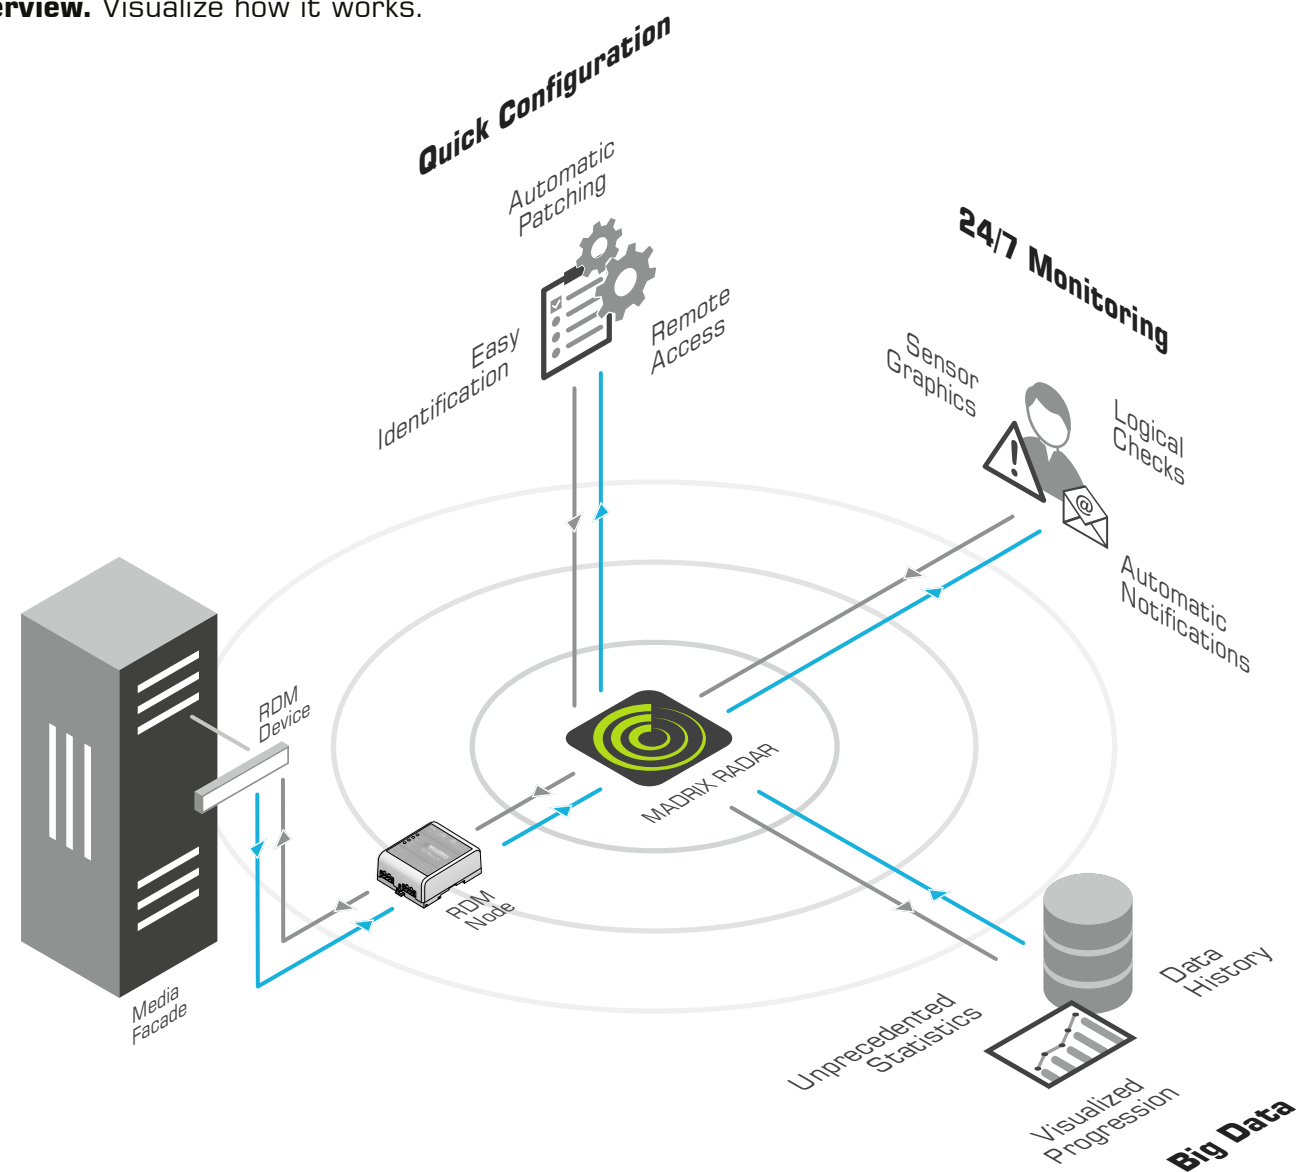 erview. Visualize how it works.
Quick Configuration
Automatic
Patching
Easy
Identification
Remote
Access
24/7 Monitoring
Sensor
Graphics
Logical
Checks
@
Automatic
Notifications
RDM
Device
MADRIX RADAR
RDM
Node
Media
Facade
Data
History
Unprecedented
Statistics
Visualized
Progression
Big Data